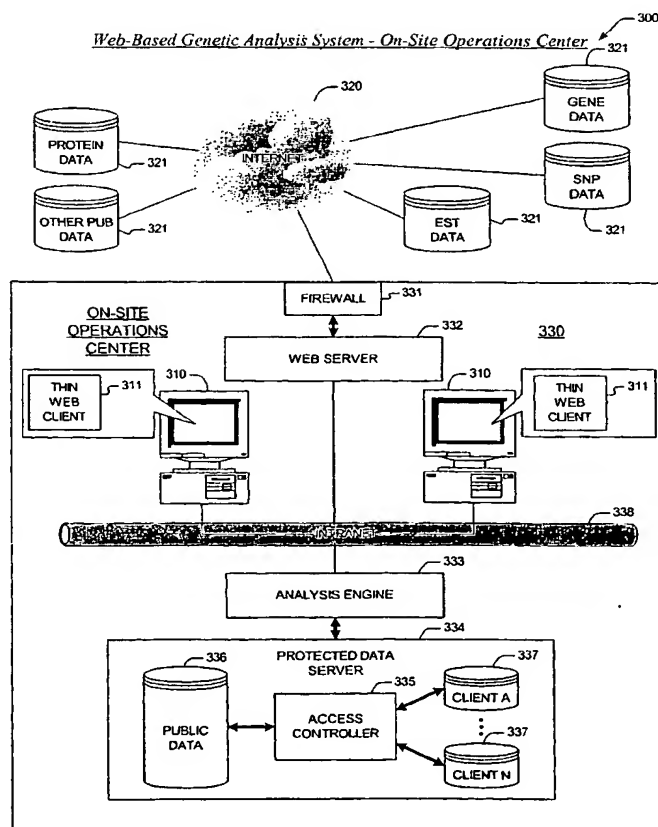 300
Web-Based Genetic Analysis System - On-Site Operations Center
321
320
GENE
DATA
PROTEIN
DATA
321
INTERNET
SNP
DATA
321
OTHER PUB
DATA
321
EST
DATA
321
FIREWALL
331
ON-SITE
OPERATIONS
CENTER
332
330
WEB SERVER
310
310
THIN
WEB
CLIENT
311
THIN
WEB
CLIENT
311
INTRANET
338
333
ANALYSIS ENGINE
334
336
PROTECTED DATA
SERVER
337
335
CLIENT A
PUBLIC
DATA
ACCESS
CONTROLLER
337
CLIENT N